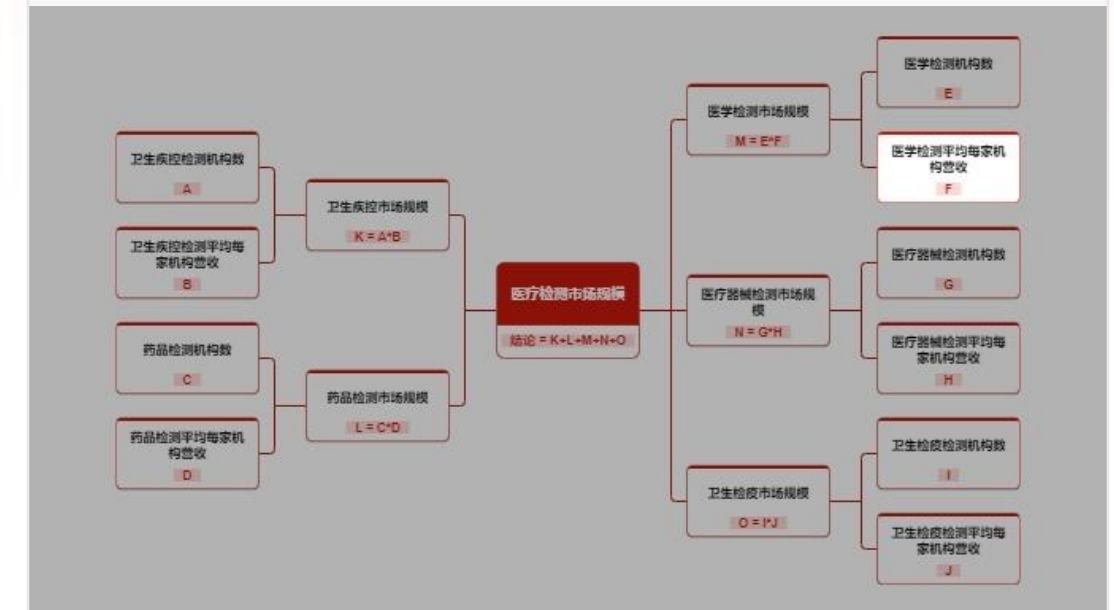 医学检测机构数
E
医学检测市场规模
M = E*F
卫生疾控检测机构数
A
医学检测平均每家机
构营收
F
卫生疾控市场规模
K = A*B
卫生疾控检测平均每
家机构营收
B
医疗器械检测机构数
G
医疗检测市场规模
结论 = K+L+M+N+O
医疗器械检测市场规
模
N = G*H
药品检测机构数
C
医疗器械检测平均每
家机构营收
H
药品检测市场规模
L = C*D
药品检测平均每家机
构营收
D
卫生检疫检测机构数
I
卫生检疫市场规模
O = I*J
卫生检疫检测平均每
家机构营收
J